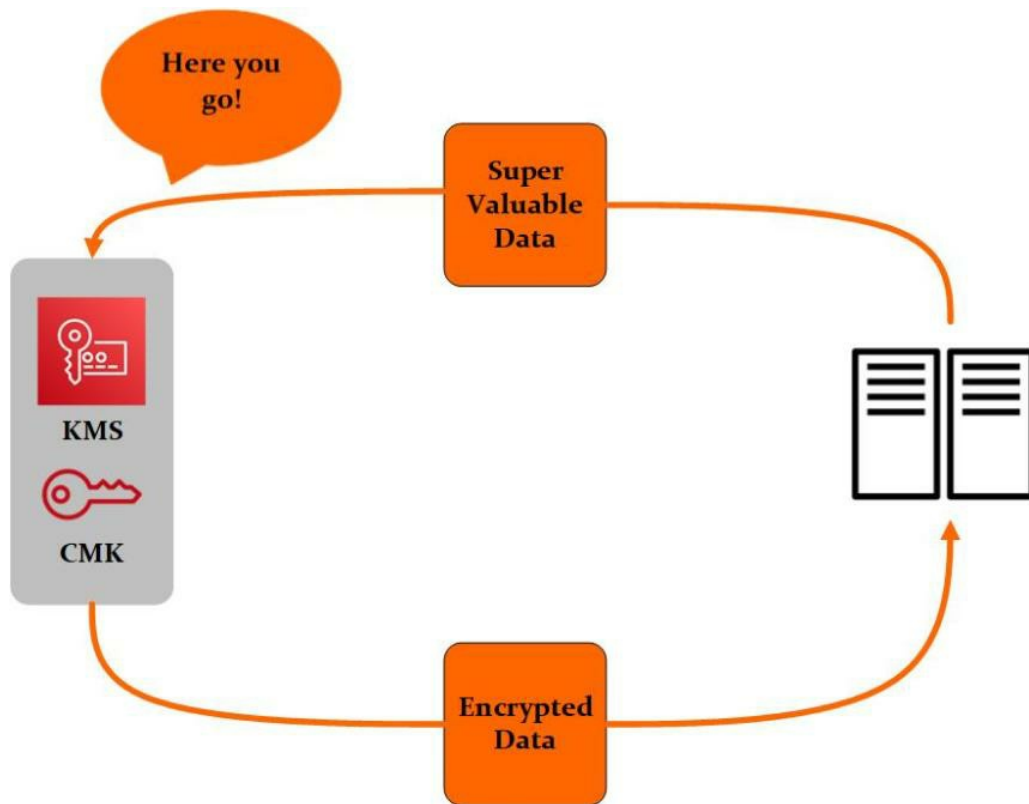 Here you
go!
Super
Valuable
Data
KMS
CMK
Encrypted
Data